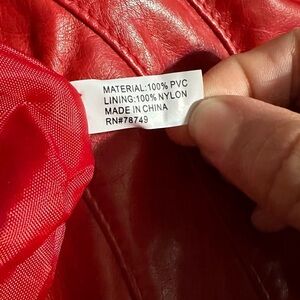 MATERIAL:100% PVC
LINING:100% NYLON
MADE IN CHINA
RN#78749